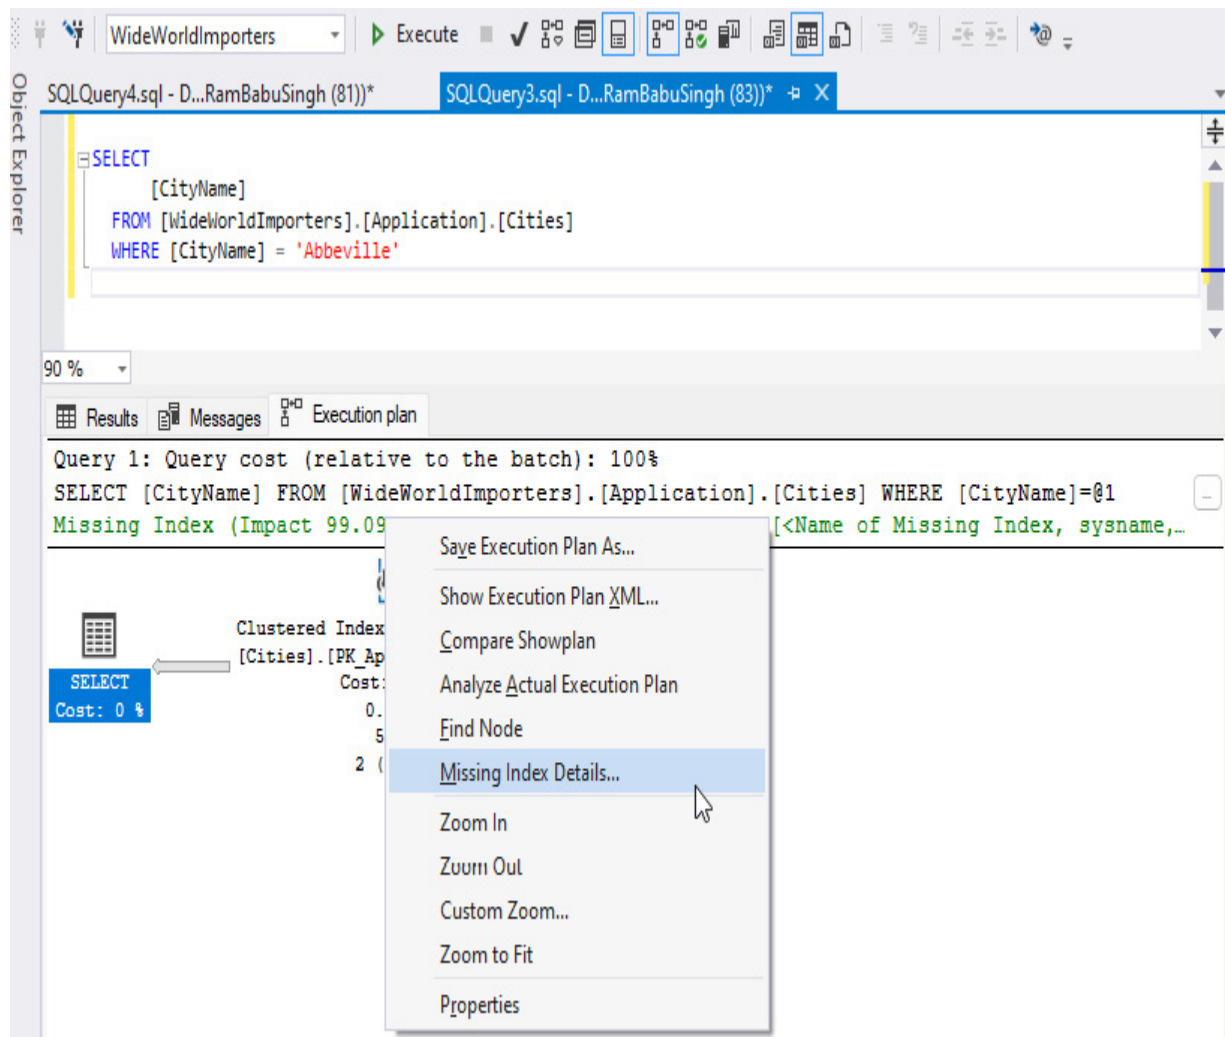 WideWorldImporters Execute
Object Explorer
SQLQuery4.sql - D...RamBabuSingh (81))* SQLQuery3.sql - D...RamBabuSingh (83))*
SELECT
[CityName]
FROM [WideWorldImporters].[Application].[Cities]
WHERE [CityName] = 'Abbeville'
90 %
Results Messages Execution plan
Query 1: Query cost (relative to the batch): 100%
SELECT [CityName] FROM [WideWorldImporters].[Application].[Cities] WHERE [CityName]=@1
Missing Index (Impact 99.09 [<Name of Missing Index, sysname,…
Clustered Index
[Cities].[PK_Ap
SELECT
Cost:
Cost: 0 %
0.
5
2 (
Save Execution Plan As...
Show Execution Plan XML...
Compare Showplan
Analyze Actual Execution Plan
Find Node
Missing Index Details...
Zoom In
Zoom Out
Custom Zoom...
Zoom to Fit
Properties